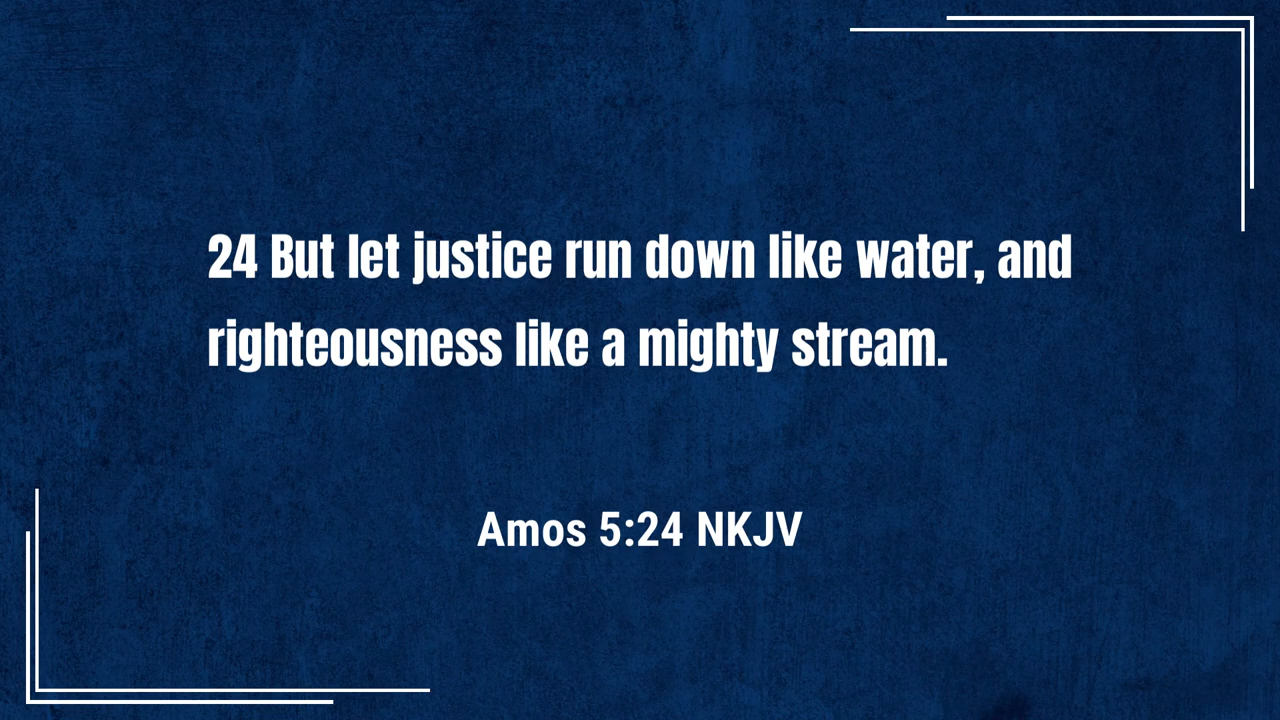 24 But let justice run down like water, and
righteousness like a mighty stream.
Amos 5:24 NKJV